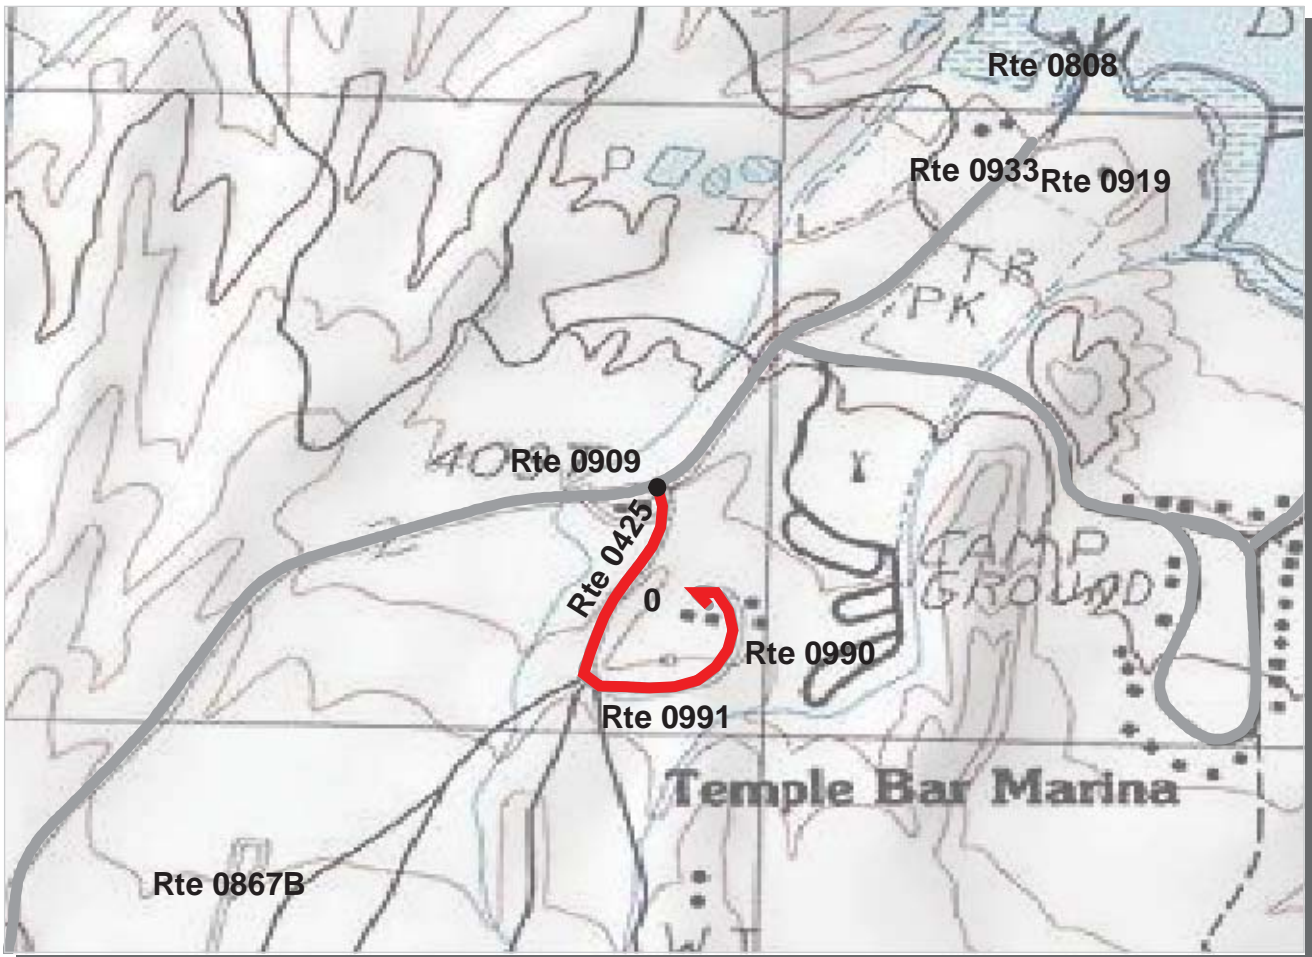 Rte 0808
Rte 0933
Rte 0919
P
TR
PK
Rte 0909
Rte 0425
0
CAMP
GROUND
Rte 0990
Rte 0991
Temple Bar Marina
Rte 0867B
W T